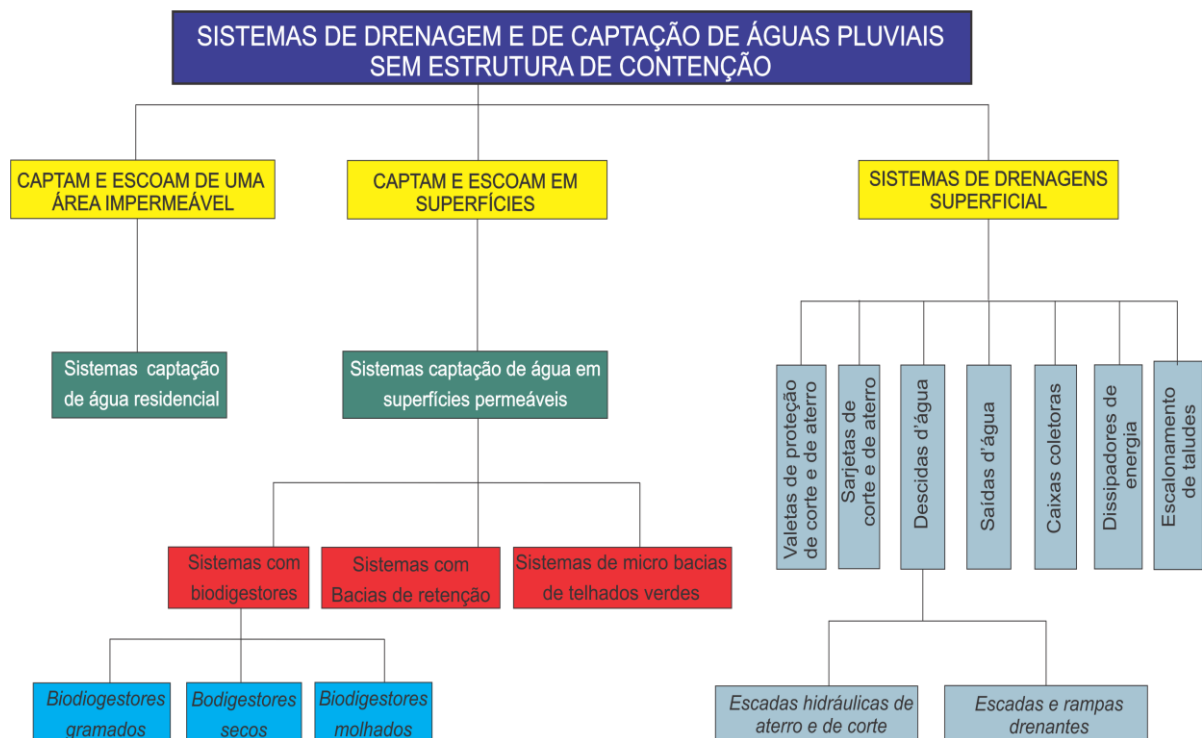 SISTEMAS DE DRENAGEM E DE CAPTAÇÃO DE ÁGUAS PLUVIAIS
SEM ESTRUTURA DE CONTENÇÃO
CAPTAM E ESCOAM DE UMA
ÁREA IMPERMEÁVEL
CAPTAM E ESCOAM EM
SUPERFÍCIES
SISTEMAS DE DRENAGENS
SUPERFICIAL
Sistemas captação
de água residencial
Sistemas captação de água em
superfícies permeáveis
Valetas de proteção
de corte e de aterro
Sarjetas de
corte e de aterro
Descidas d'água
Saídas d'água
Caixas coletoras
Dissipadores de
energia
Escalonamento
de taludes
Sistemas com
biodigestores
Sistemas com
Bacias de retenção
Sistemas de micro bacias
de telhados verdes
Biodiogestores
gramados
Bodigestores
secos
Biodigestores
molhados
Escadas hidráulicas de
aterro e de corte
Escadas e rampas
drenantes